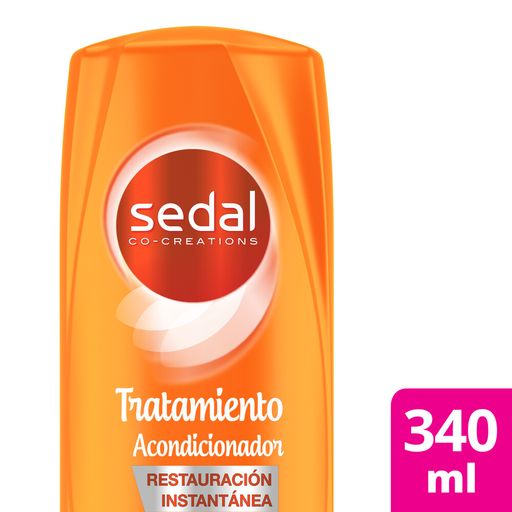 sedal
CO-CREATIONS
Tratamiento
Acondicionador
RESTAURACIÓN
INSTANTÁNEA
340
ml